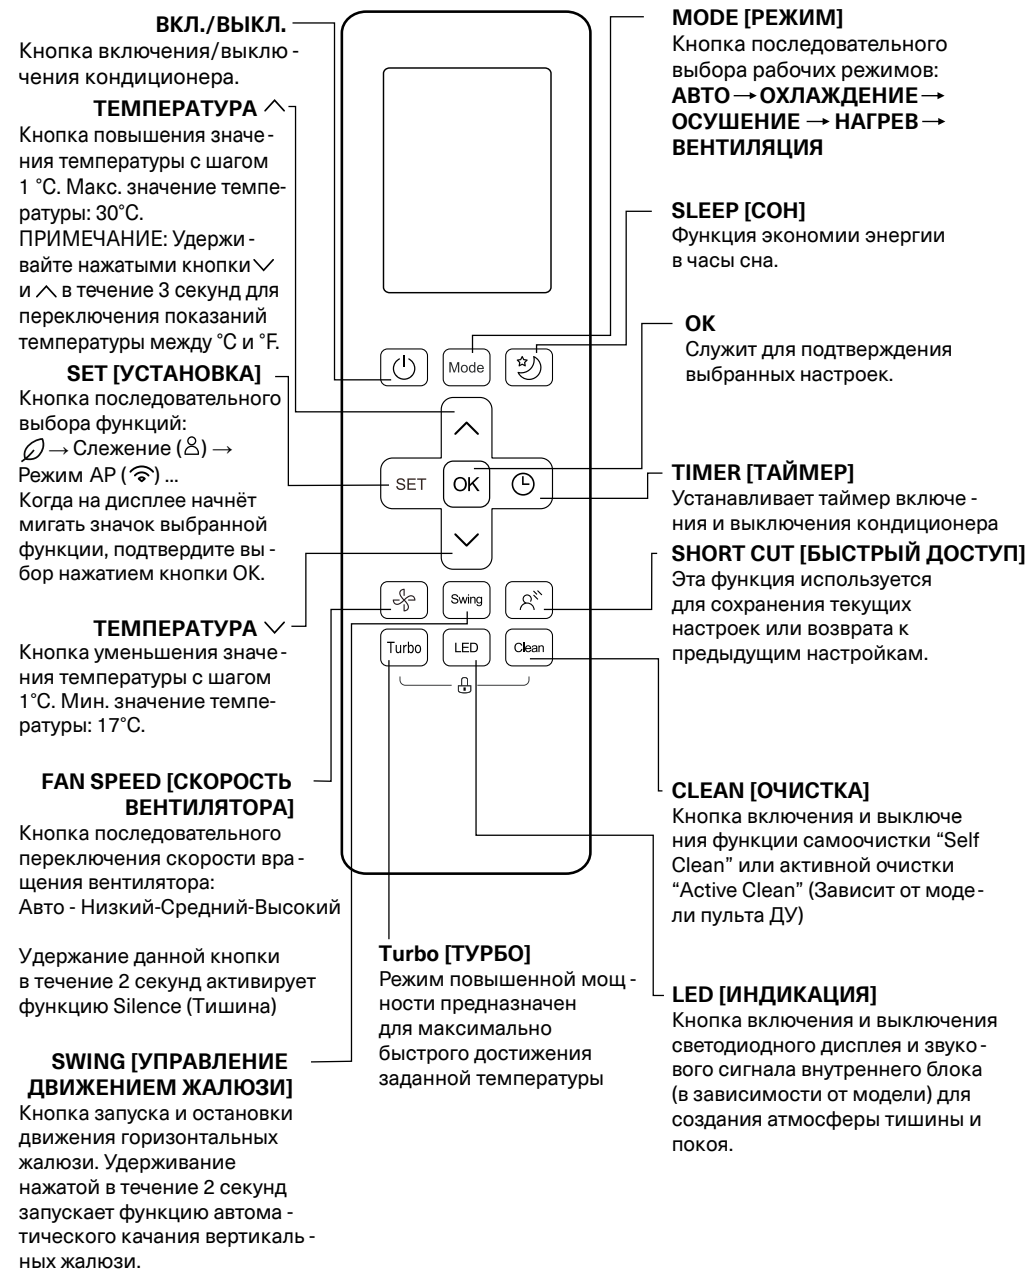 ВКЛ./ВЫКЛ.
Кнопка включения/выклю -
чения кондиционера.
ТЕМПЕРАТУРА
Кнопка повышения значе -
ния температуры с шагом
1 °C. Макс. значение темпе-
ратуры: 30°C.
ПРИМЕЧАНИЕ: Удержи -
вайте нажатыми кнопки
и в течение 3 секунд для
переключения показаний
температуры между °C и °F.
SET [УСТАНОВКА]
Кнопка последовательного
выбора функций:
→ Слежение ( ) →
Режим AP ( ) ...
Когда на дисплее начнёт
мигать значок выбранной
функции, подтвердите вы -
бор нажатием кнопки OK.
ТЕМПЕРАТУРА
Кнопка уменьшения значе -
ния температуры с шагом
1°C. Мин. значение темпе-
ратуры: 17°C.
FAN SPEED [СКОРОСТЬ
ВЕНТИЛЯТОРА]
Кнопка последовательного
переключения скорости вра -
щения вентилятора:
Авто - Низкий-Средний-Высокий
Удержание данной кнопки
в течение 2 секунд активирует
функцию Silence (Тишина)
SWING [УПРАВЛЕНИЕ
ДВИЖЕНИЕМ ЖАЛЮЗИ]
Кнопка запуска и остановки
движения горизонтальных
жалюзи. Удерживание
нажатой в течение 2 секунд
запускает функцию автома -
тического качания вертикаль -
ных жалюзи.
Mode
SET
OK
Swing
Turbo
LED
Clean
Turbo [ТУРБО]
Режим повышенной мощ -
ности предназначен
для максимально
быстрого достижения
заданной температуры
MODE [РЕЖИМ]
Кнопка последовательного
выбора рабочих режимов:
АВТО → ОХЛАЖДЕНИЕ →
ОСУШЕНИЕ → НАГРЕВ →
ВЕНТИЛЯЦИЯ
SLEEP [СОН]
Функция экономии энергии
в часы сна.
OK
Служит для подтверждения
выбранных настроек.
TIMER [ТАЙМЕР]
Устанавливает таймер включе -
ния и выключения кондиционера
SHORT CUT [БЫСТРЫЙ ДОСТУП]
Эта функция используется
для сохранения текущих
настроек или возврата к
предыдущим настройкам.
CLEAN [ОЧИСТКА]
Кнопка включения и выключе
ния функции самоочистки “Self
Clean” или активной очистки
“Active Clean” (Зависит от моде -
ли пульта ДУ)
LED [ИНДИКАЦИЯ]
Кнопка включения и выключения
светодиодного дисплея и звуко -
вого сигнала внутреннего блока
(в зависимости от модели) для
создания атмосферы тишины и
покоя.